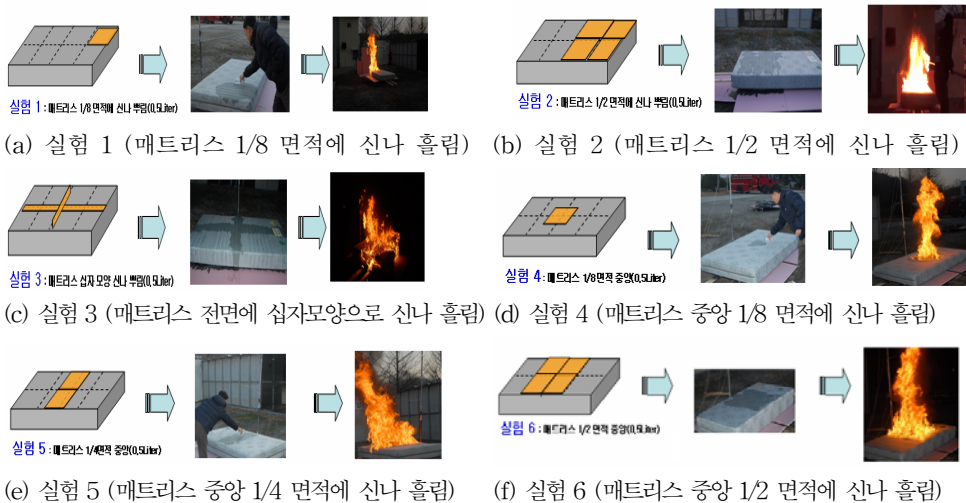 실험 1 : 매트리스 1/8 면적에 신나 뿌림(0,5Liter)
실험 2 : 매트리스 1/2 면적에 신나 뿌림(0,5Liter)
(a) 실험 1 (매트리스 1/8 면적에 신나 흘림)
(b) 실험 2 (매트리스 1/2 면적에 신나 흘림)
실험 3 : 매트리스 십자 모양 신나 뿌림(0,5Liter)
실험 4 : 매트리스 1/8면적 중앙(0,5Liter)
(c) 실험 3 (매트리스 전면에 십자모양으로 신나 흘림)
(d) 실험 4 (매트리스 중앙 1/8 면적에 신나 흘림)
실험 5 : 매트리스 1/4면적 중앙(0,5Liter)
실험 6 : 매트리스 1/2 면적 중앙(0,5Liter)
(e) 실험 5 (매트리스 중앙 1/4 면적에 신나 흘림)
(f) 실험 6 (매트리스 중앙 1/2 면적에 신나 흘림)